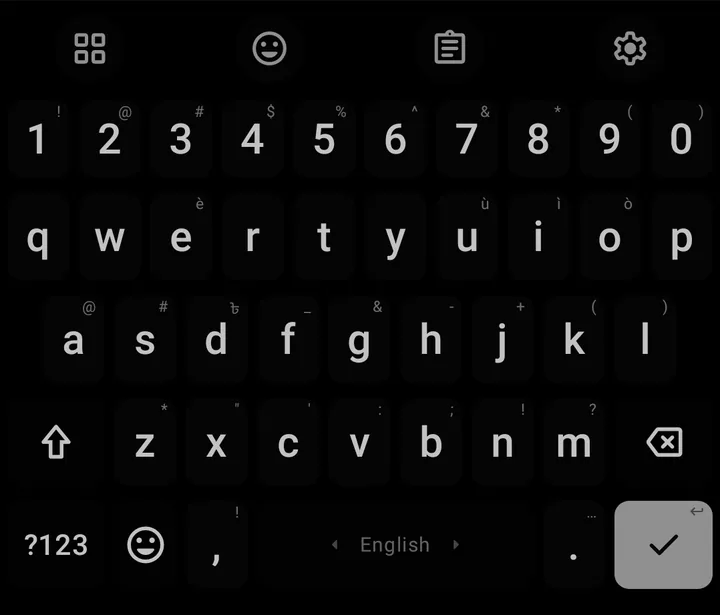 ! @ # $ % ^ & * ( )
1 2 3 4 5 6 7 8 9 0
è ù ì ò
q w e r t y u i o p
@ # ъ _ & - + ( )
a s d f g h j k l
* " ' : ; ! ?
z x c v b n m
! …
?123 , English .